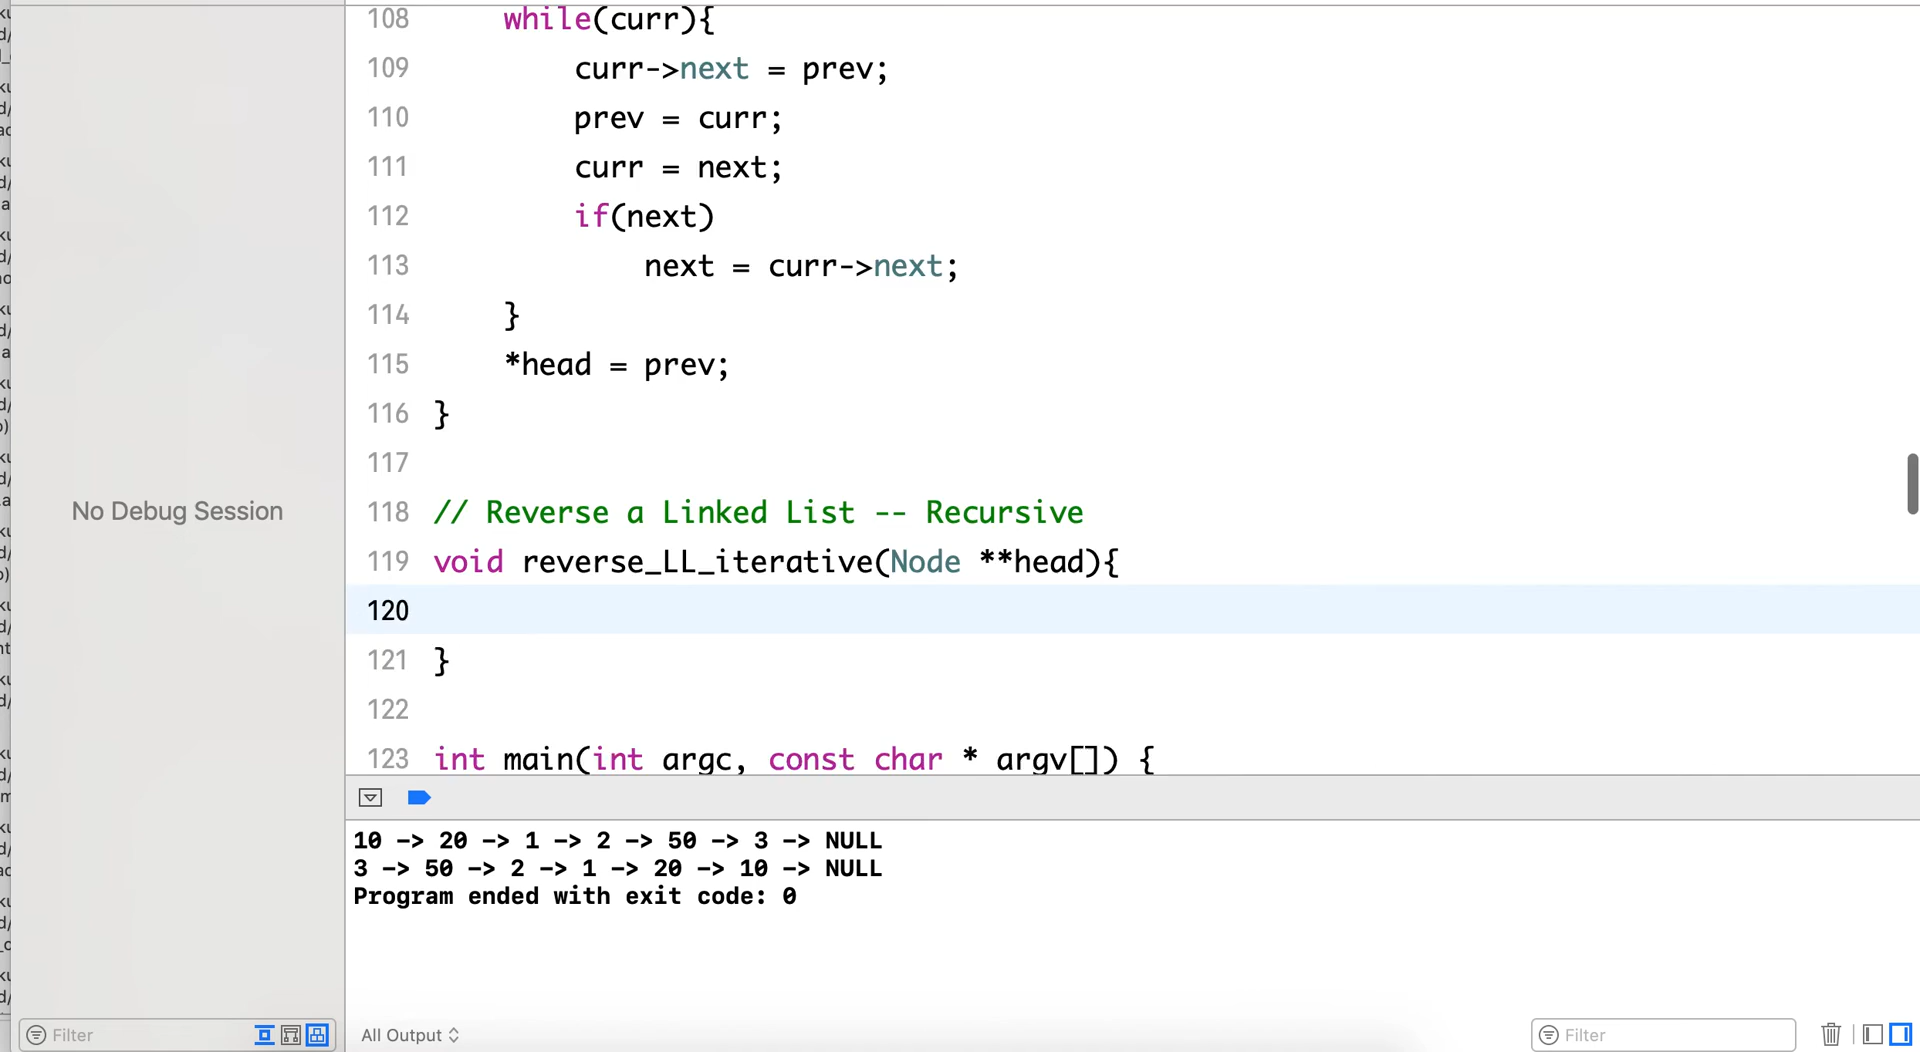 108 while(curr){
109 curr->next = prev;
110 prev = curr;
111 curr = next;
112 if(next)
113 next = curr->next;
114 }
115 *head = prev;
116 }
117
118 // Reverse a Linked List -- Recursive
119 void reverse_LL_iterative(Node **head){
120
121 }
122
123 int main(int argc, const char * argv[]) {
No Debug Session
10 -> 20 -> 1 -> 2 -> 50 -> 3 -> NULL
3 -> 50 -> 2 -> 1 -> 20 -> 10 -> NULL
Program ended with exit code: 0
Filter
All Output
Filter